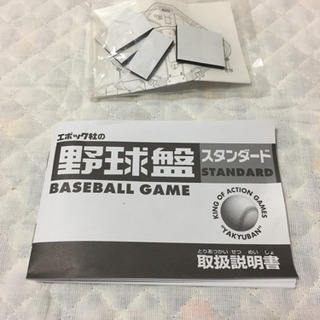 エポック社の
野球盤 スタンダード
STANDARD
BASEBALL GAME
KING OF ACTION GAMES
"YAKYUBAN"
とりあつかい せつ めい しょ
取扱説明書